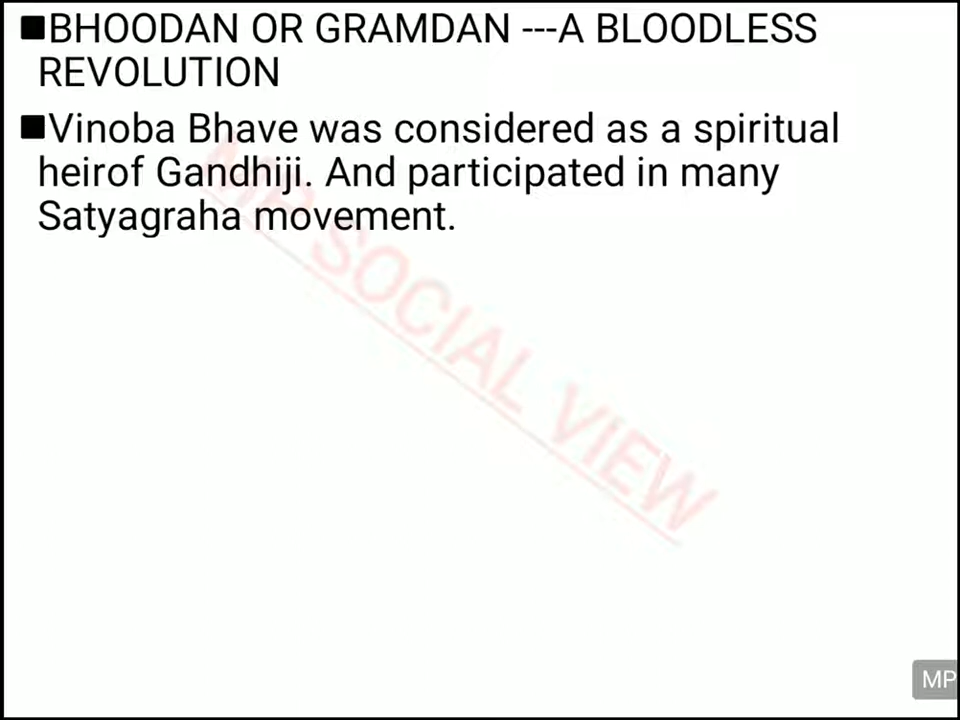 ■BHOODAN OR GRAMDAN ---A BLOODLESS
REVOLUTION
■Vinoba Bhave was considered as a spiritual
heirof Gandhiji. And participated in many
Satyagraha movement.
MP SOCIAL VIEW
MP